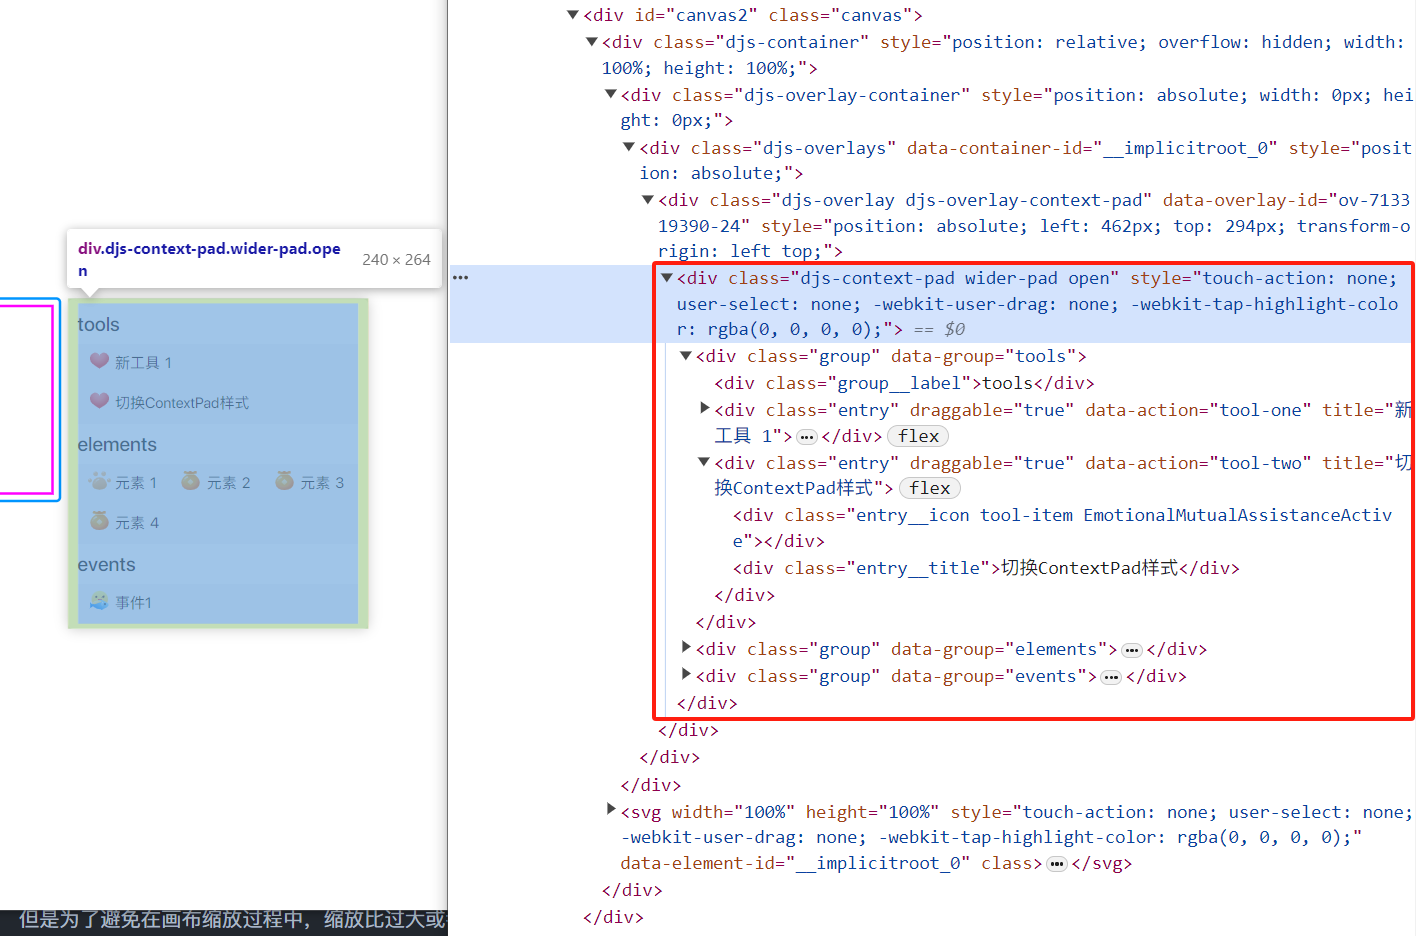 div.djs-context-pad.wider-pad.ope
n
240 × 264
tools
新工具 1
切换ContextPad样式
elements
元素 1 元素 2 元素 3
元素 4
events
事件1
但是为了避免在画布缩放过程中，缩放比过大或
<div id="canvas2" class="canvas">
<div class="djs-container" style="position: relative; overflow: hidden; width:
100%; height: 100%;">
<div class="djs-overlay-container" style="position: absolute; width: 0px; hei
ght: 0px;">
<div class="djs-overlays" data-container-id="__implicitroot_0" style="posit
ion: absolute;">
<div class="djs-overlay djs-overlay-context-pad" data-overlay-id="ov-7133
19390-24" style="position: absolute; left: 462px; top: 294px; transform-o
rigin: left top;">
<div class="djs-context-pad wider-pad open" style="touch-action: none;
user-select: none; -webkit-user-drag: none; -webkit-tap-highlight-colo
r: rgba(0, 0, 0, 0);"> == $0
<div class="group" data-group="tools">
<div class="group__label">tools</div>
<div class="entry" draggable="true" data-action="tool-one" title="新
工具 1">…</div> flex
<div class="entry" draggable="true" data-action="tool-two" title="切
换ContextPad样式"> flex
<div class="entry__icon tool-item EmotionalMutualAssistanceActiv
e"></div>
<div class="entry__title">切换ContextPad样式</div>
</div>
</div>
<div class="group" data-group="elements">…</div>
<div class="group" data-group="events">…</div>
</div>
</div>
</div>
</div>
<svg width="100%" height="100%" style="touch-action: none; user-select: none;
-webkit-user-drag: none; -webkit-tap-highlight-color: rgba(0, 0, 0, 0);"
data-element-id="__implicitroot_0" class>…</svg>
</div>
</div>